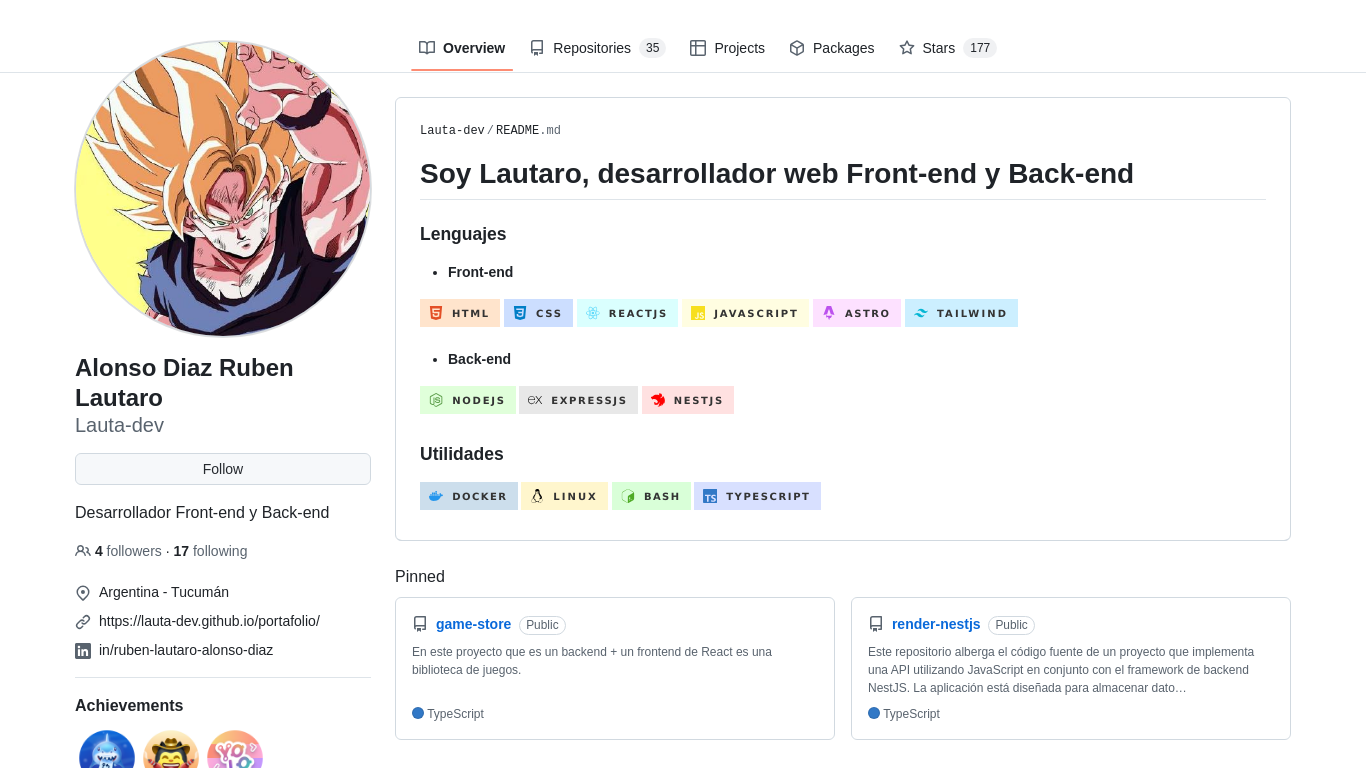 Overview
Repositories 35
Projects
Packages
Stars 177
Alonso Diaz Ruben
Lautaro
Lauta-dev
Follow
Desarrollador Front-end y Back-end
4 followers · 17 following
Argentina - Tucumán
https://lauta-dev.github.io/portafolio/
in/ruben-lautaro-alonso-diaz
Achievements
Lauta-dev/README.md
Soy Lautaro, desarrollador web Front-end y Back-end
Lenguajes
Front-end
HTML CSS REACTJS JS JAVASCRIPT ASTRO TAILWIND
Back-end
NODEJS EX EXPRESSJS NESTJS
Utilidades
DOCKER LINUX BASH TS TYPESCRIPT
Pinned
game-store Public
En este proyecto que es un backend + un frontend de React es una
biblioteca de juegos.
TypeScript
render-nestjs Public
Este repositorio alberga el código fuente de un proyecto que implementa
una API utilizando JavaScript en conjunto con el framework de backend
NestJS. La aplicación está diseñada para almacenar dato…
TypeScript